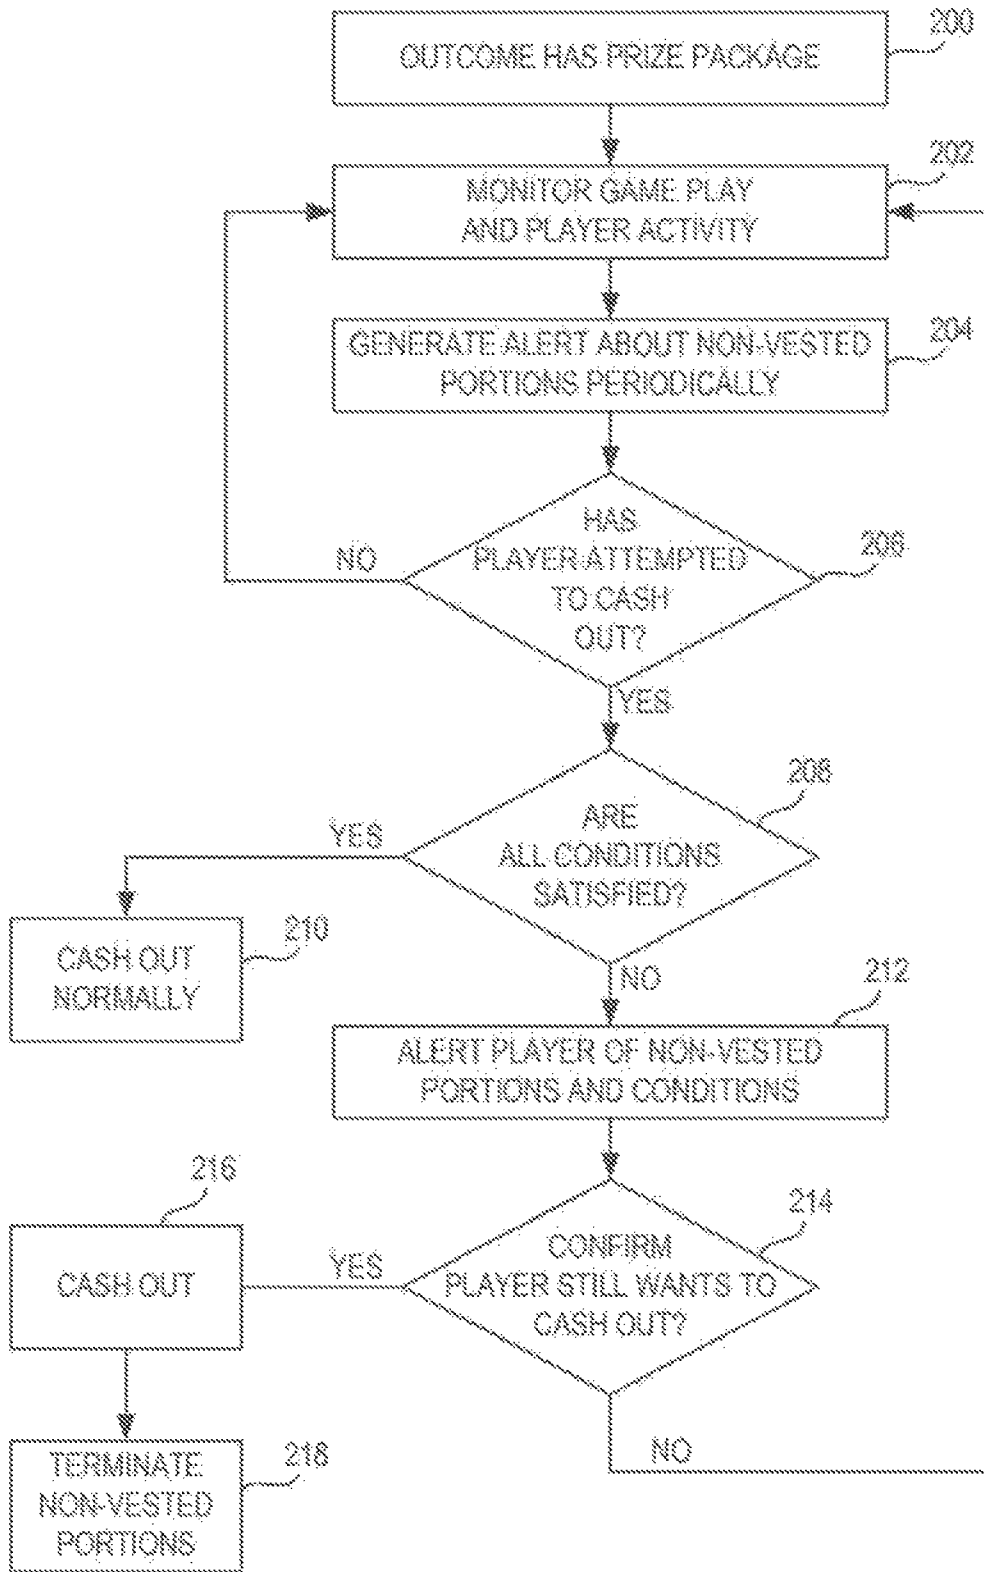 200
OUTCOME HAS PRIZE PACKAGE
202
MONITOR GAME PLAY
AND PLAYER ACTIVITY
204
GENERATE ALERT ABOUT NON-VESTED
PORTIONS PERIODICALLY
206
HAS
PLAYER ATTEMPTED
TO CASH
OUT?
NO
YES
208
ARE
ALL CONDITIONS
SATISFIED?
YES
210
CASH OUT
NORMALLY
NO
212
ALERT PLAYER OF NON-VESTED
PORTIONS AND CONDITIONS
216
214
CONFIRM
PLAYER STILL WANTS TO
CASH OUT?
YES
CASH OUT
NO
218
TERMINATE
NON-VESTED
PORTIONS